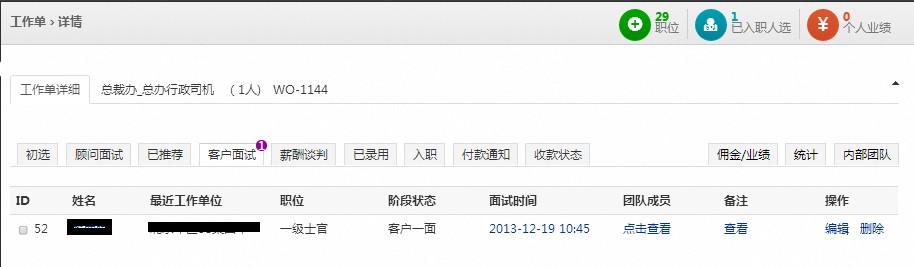 工作单 › 详情
29 职位
1 已入职人选
0 个人业绩
工作单详细 总裁办_总办行政司机 （1人） WO-1144
初选 顾问面试 已推荐 客户面试 1 薪酬谈判 已录用 入职 付款通知 收款状态 佣金/业绩 统计 内部团队
ID 姓名 最近工作单位 职位 阶段状态 面试时间 团队成员 备注 操作
52 一级士官 客户一面 2013-12-19 10:45 点击查看 查看 编辑 删除